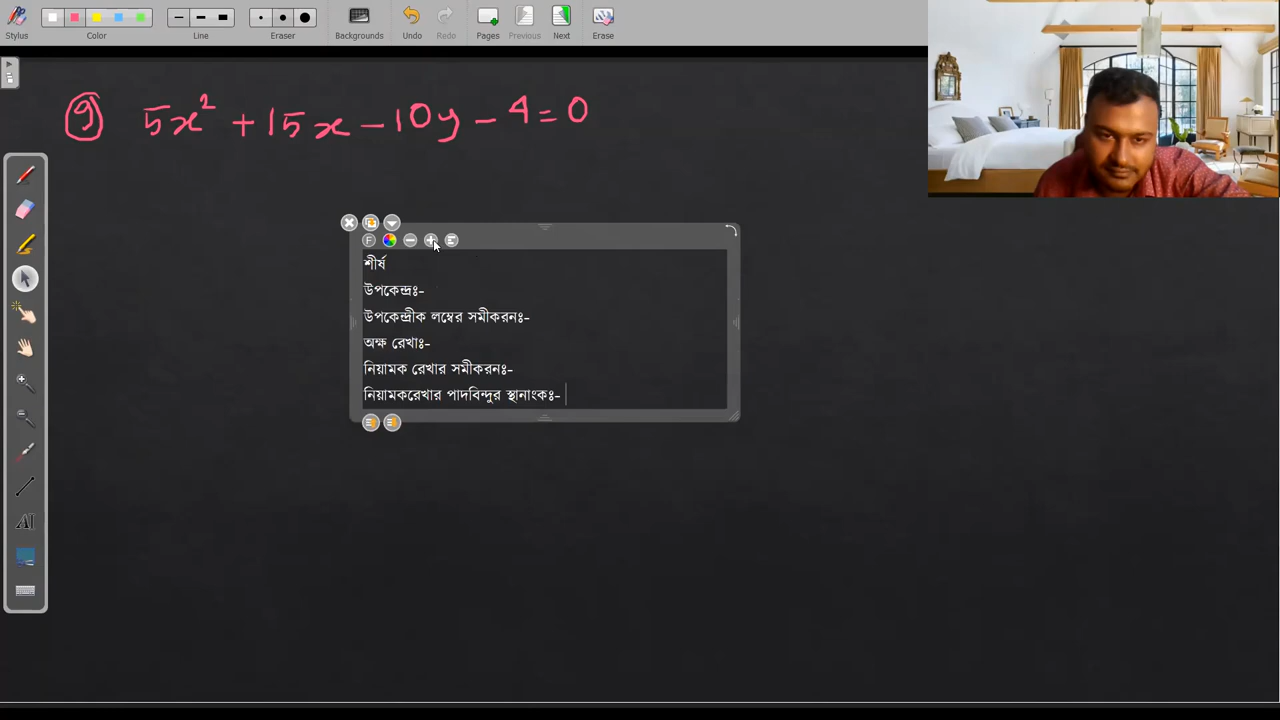 Stylus
Color
Line
Eraser
Backgrounds
Undo
Redo
Pages
Previous
Next
Erase
9) 5x² + 15x - 10y - 4 = 0
F
শীর্ষ
উপকেন্দ্রঃ-
উপকেন্দ্রীক লম্বের সমীকরনঃ-
অক্ষ রেখাঃ-
নিয়ামক রেখার সমীকরনঃ-
নিয়ামকরেখার পাদবিন্দুর স্থানাংকঃ-
AI